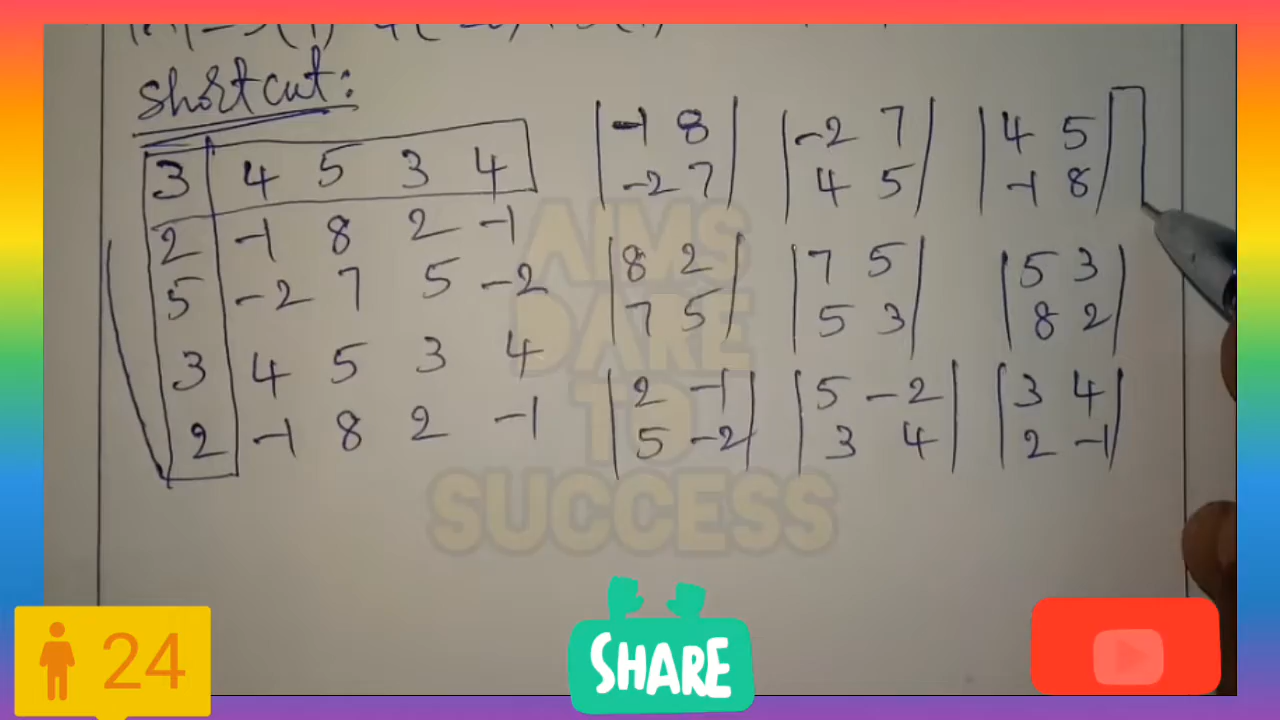 Shortcut:
3 4 5 3 4
2 -1 8 2 -1
5 -2 7 5 -2
3 4 5 3 4
2 -1 8 2 -1
|-1 8| |-2 7| |4 5|
|-2 7| |4 5| |-1 8|
|8 2| |7 5| |5 3|
|7 5| |5 3| |8 2|
|2 -1| |5 -2| |3 4|
|5 -2| |3 4| |2 -1|
AIMS
DARE
TO
SUCCESS
24
SHARE